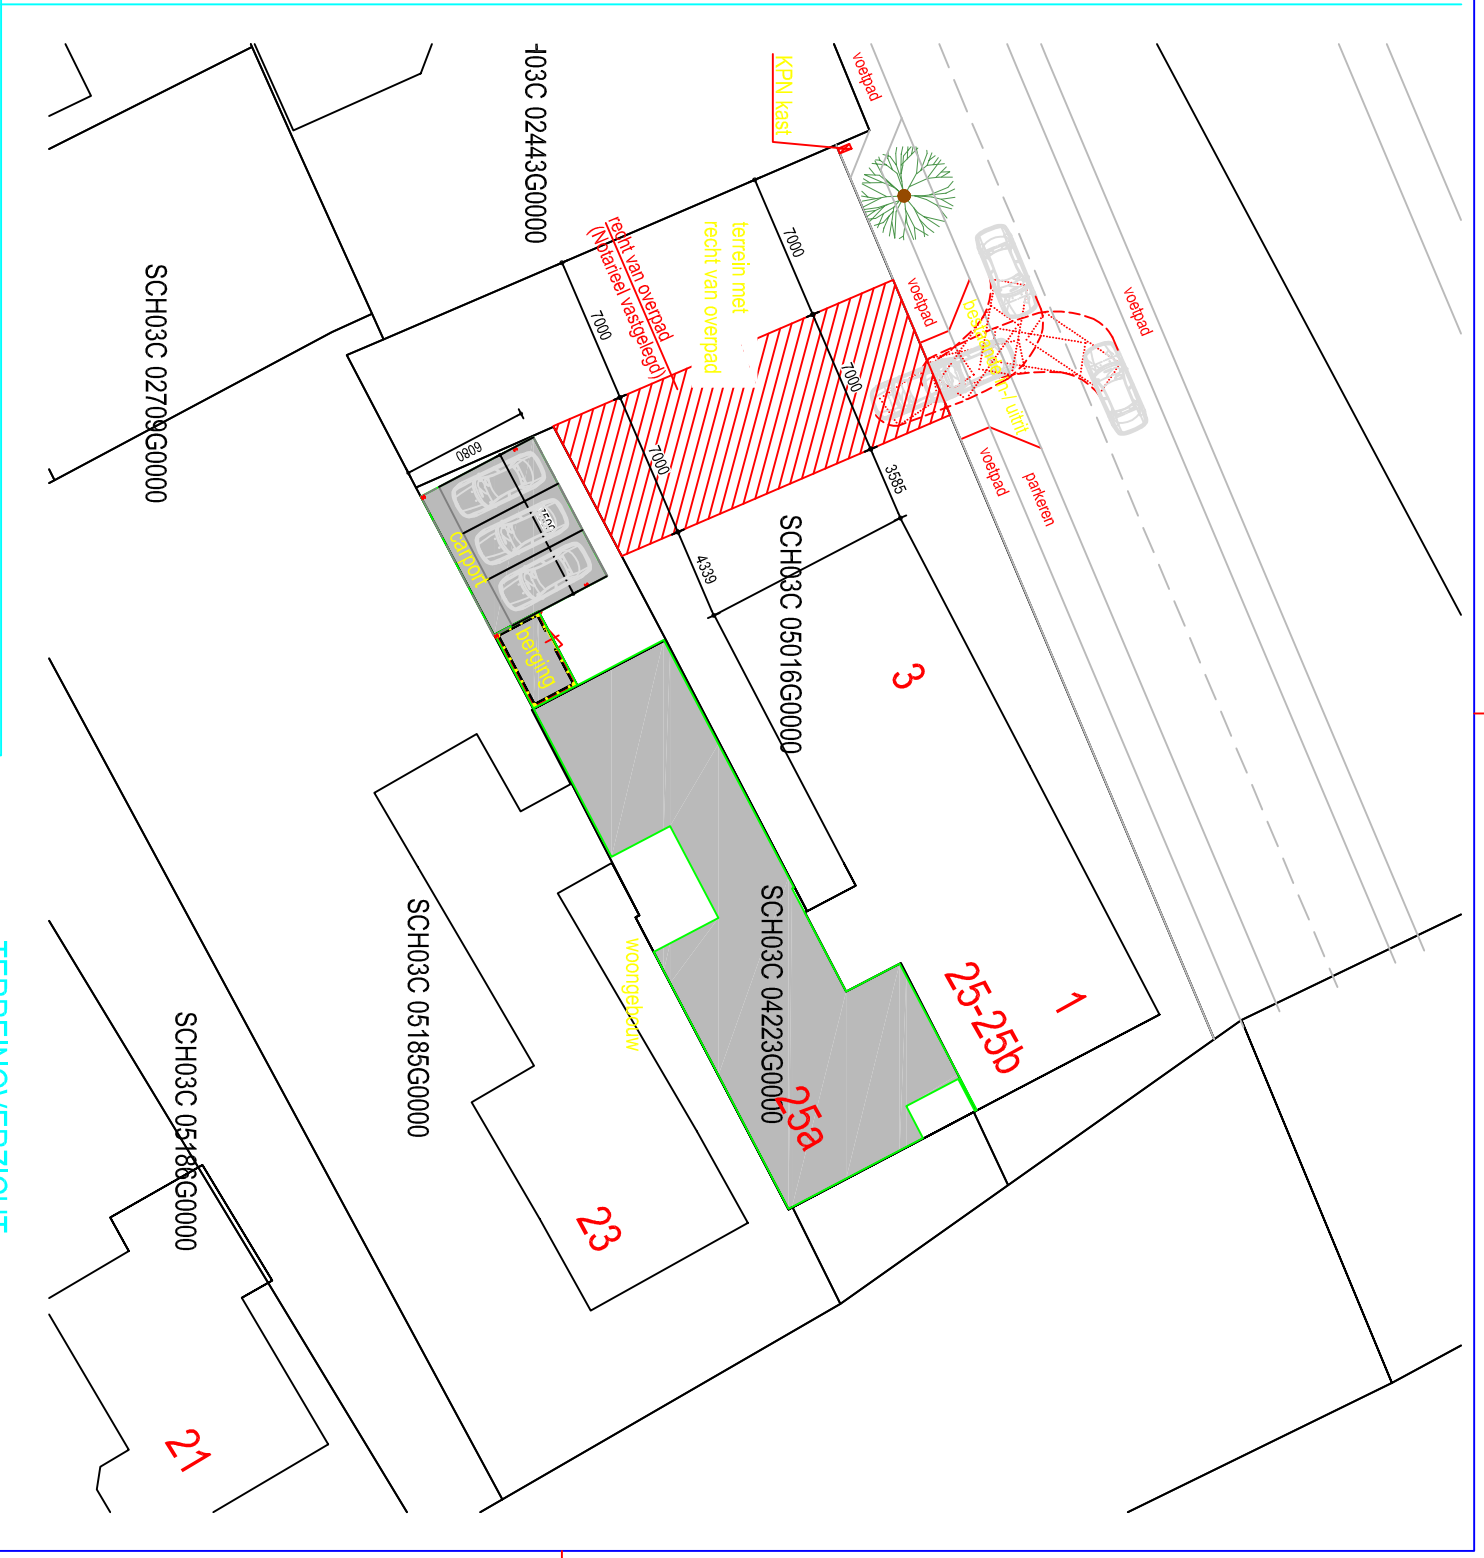 voetpad
KPN kast
H03C 02443G0000
SCH03C 02709G0000
recht van overpad
(Notarieel vastgelegd)
terrein met
recht van overpad
7000
7000
7000
7000
voetpad
voetpad
voetpad
parkeren
3585
4339
carport
berging
SCH03C 05016G0000
3
1
25-25b
SCH03C 04223G0000
25a
woongebouw
SCH03C 05185G0000
23
SCH03C 05186G0000
21